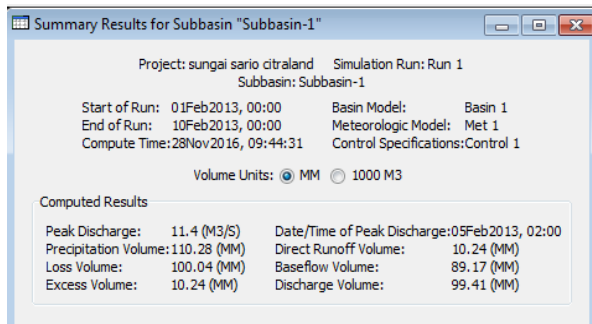 Summary Results for Subbasin "Subbasin-1"
Project: sungai sario citraland Simulation Run: Run 1
Subbasin: Subbasin-1
Start of Run: 01Feb2013, 00:00 Basin Model: Basin 1
End of Run: 10Feb2013, 00:00 Meteorologic Model: Met 1
Compute Time:28Nov2016, 09:44:31 Control Specifications:Control 1
Volume Units: MM 1000 M3
Computed Results
Peak Discharge: 11.4 (M3/S) Date/Time of Peak Discharge:05Feb2013, 02:00
Precipitation Volume:110.28 (MM) Direct Runoff Volume: 10.24 (MM)
Loss Volume: 100.04 (MM) Baseflow Volume: 89.17 (MM)
Excess Volume: 10.24 (MM) Discharge Volume: 99.41 (MM)